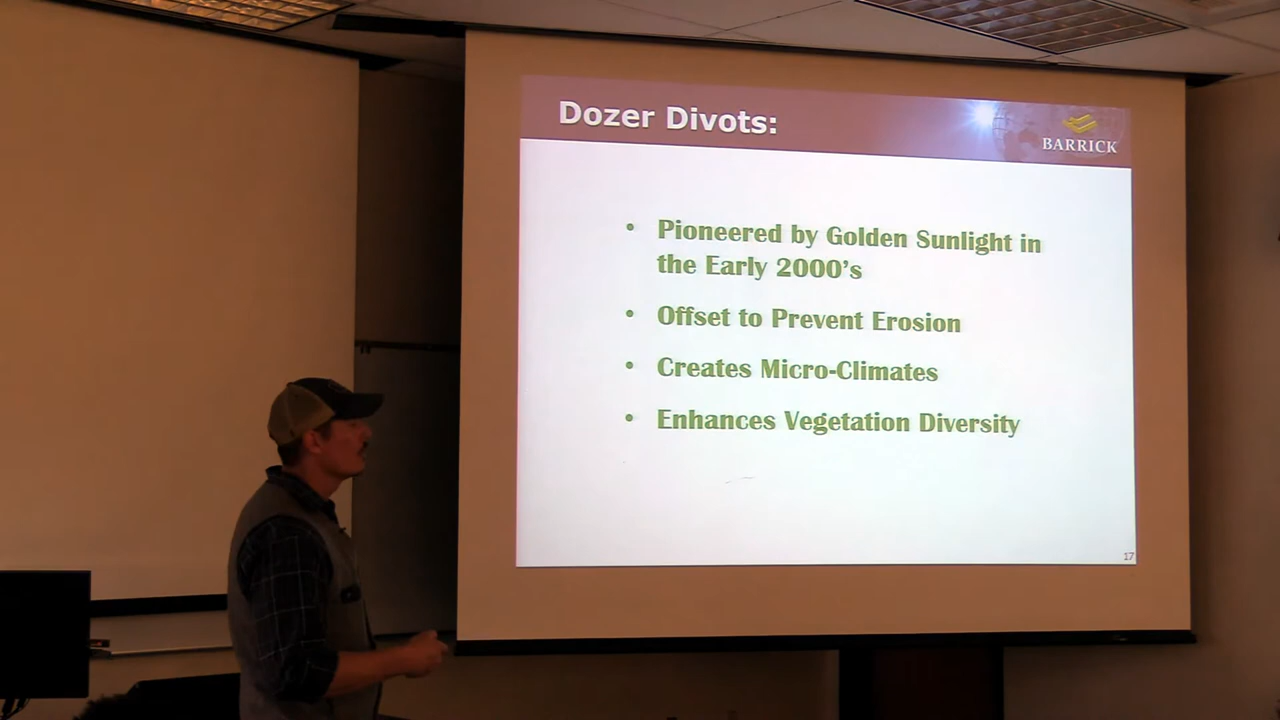 Dozer Divots:
BARRICK
• Pioneered by Golden Sunlight in
the Early 2000's
• Offset to Prevent Erosion
• Creates Micro-Climates
• Enhances Vegetation Diversity
17